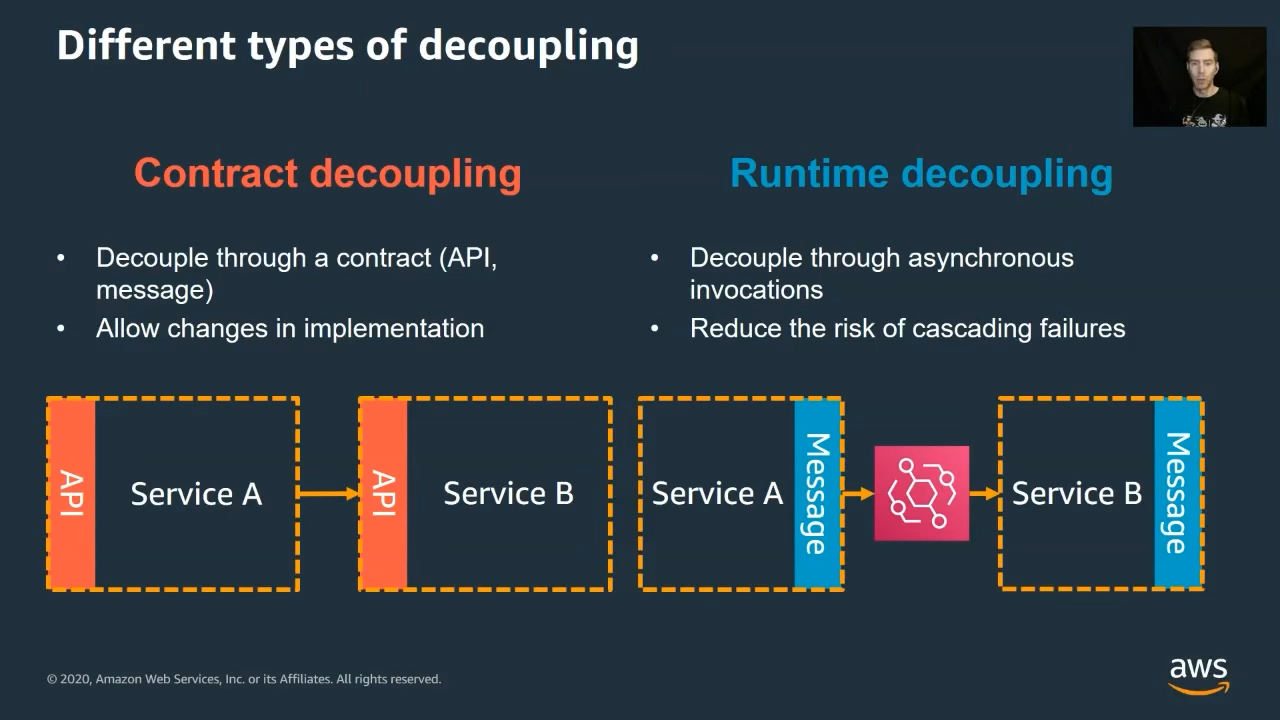 Different types of decoupling
Contract decoupling
• Decouple through a contract (API,
message)
• Allow changes in implementation
API
Service A
API
Service B
Runtime decoupling
• Decouple through asynchronous
invocations
• Reduce the risk of cascading failures
Service A
Message
Service B
Message
© 2020, Amazon Web Services, Inc. or its Affiliates. All rights reserved.
aws